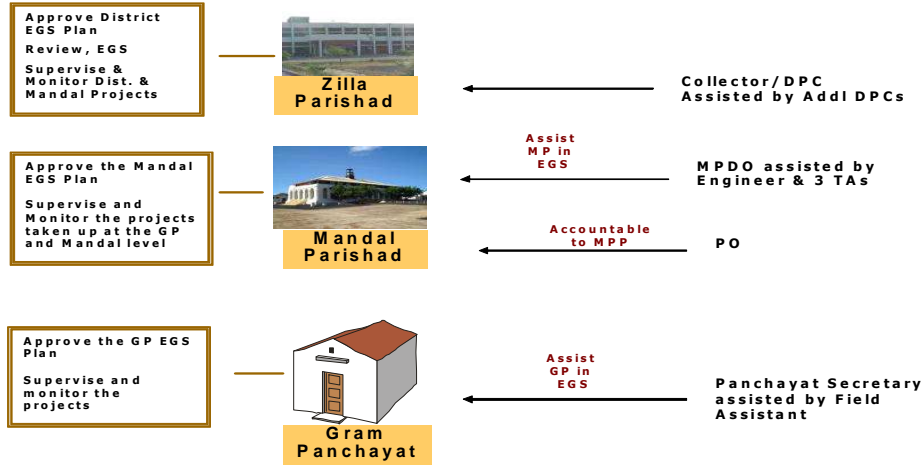 Approve District
EGS Plan
Review, EGS
Supervise &
Monitor Dist. &
Mandal Projects
Zilla
Parishad
Collector/DPC
Assisted by Addl DPCs
Approve the Mandal
EGS Plan
Supervise and
Monitor the projects
taken up at the GP
and Mandal level
Mandal
Parishad
Assist
MP in
EGS
MPDO assisted by
Engineer & 3 TAs
Accountable
to MPP
PO
Approve the GP EGS
Plan
Supervise and
monitor the
projects
Gram
Panchayat
Assist
GP in
EGS
Panchayat Secretary
assisted by Field
Assistant